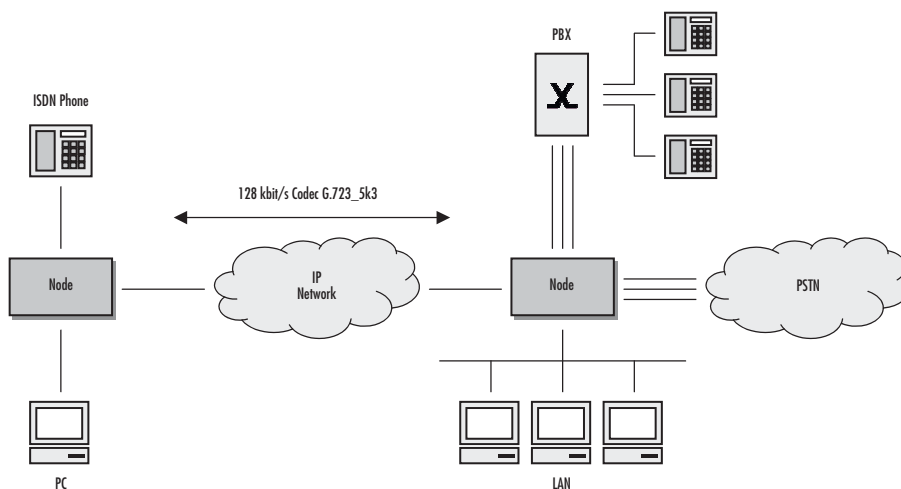 PBX
ISDN Phone
128 kbit/s Codec G.723_5k3
Node
IP
Network
Node
PSTN
PC
LAN